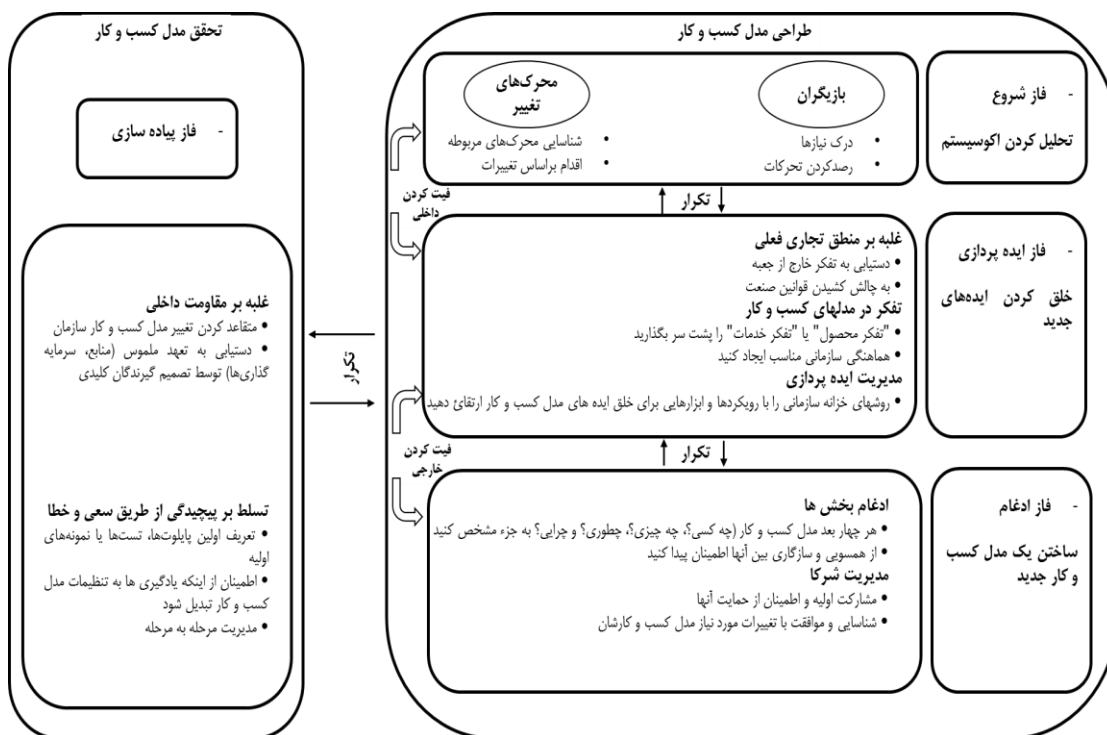 طراحی مدل کسب و کار
- فاز شروع
تحلیل کردن اکوسیستم
بازیگران
• درک نیازها
• رصدکردن تحرکات
محرک‌های
تغییر
• شناسایی محرک‌های مربوطه
• اقدام براساس تغییرات
تکرار
فیت کردن
داخلی
- فاز ایده پردازی
خلق کردن ایده‌های
جدید
غلبه بر منطق تجاری فعلی
• دستیابی به تفکر خارج از جعبه
• به چالش کشیدن قوانین صنعت
تفکر در مدلهای کسب و کار
• "تفکر محصول" یا "تفکر خدمات" را پشت سر بگذارید
• هماهنگی سازمانی مناسب ایجاد کنید
مدیریت ایده پردازی
• روشهای خزانه سازمانی را با رویکردها و ابزارهایی برای خلق ایده های مدل کسب و کار ارتقائ دهید
تکرار
فیت کردن
خارجی
- فاز ادغام
ساختن یک مدل کسب
و کار جدید
ادغام بخش ها
• هر چهار بعد مدل کسب و کار (چه کسی؟، چه چیزی؟، چطوری؟ و چرایی؟ به جزء مشخص کنید
• از همسویی و سازگاری بین آنها اطمینان پیدا کنید
مدیریت شرکا
• مشارکت اولیه و اطمینان از حمایت آنها
• شناسایی و موافقت با تغییرات مورد نیاز مدل کسب و کارشان
تکرار
تحقق مدل کسب و کار
- فاز پیاده سازی
غلبه بر مقاومت داخلی
• متقاعد کردن تغییر مدل کسب و کار سازمان
• دستیابی به تعهد ملموس (منابع، سرمایه
گذاری‌ها) توسط تصمیم گیرندگان کلیدی
تسلط بر پیچیدگی از طریق سعی و خطا
• تعریف اولین پایلوت‌ها، تست‌ها یا نمونه‌های
اولیه
• اطمینان از اینکه یادگیری ها به تنظیمات مدل
کسب و کار تبدیل شود
• مدیریت مرحله به مرحله